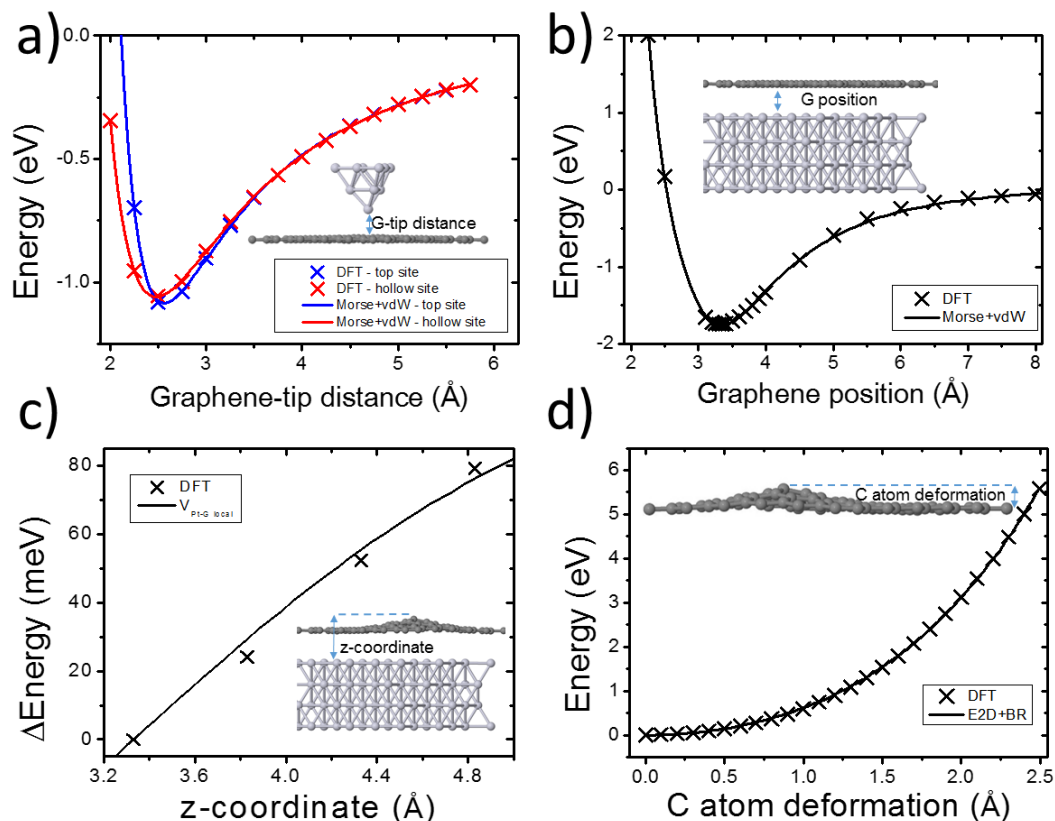 a)
0.0
-0.5
-1.0
Energy (eV)
G-tip distance
DFT - top site
DFT - hollow site
Morse+vdW - top site
Morse+vdW - hollow site
2 3 4 5 6
Graphene-tip distance (Å)
b)
2
1
0
-1
-2
Energy (eV)
G position
DFT
Morse+vdW
2 3 4 5 6 7 8
Graphene position (Å)
c)
80
60
40
20
0
ΔEnergy (meV)
DFT
V Pt-G local
z-coordinate
3.2 3.6 4.0 4.4 4.8
z-coordinate (Å)
d)
6
5
4
3
2
1
0
Energy (eV)
C atom deformation
DFT
E2D+BR
0.0 0.5 1.0 1.5 2.0 2.5
C atom deformation (Å)